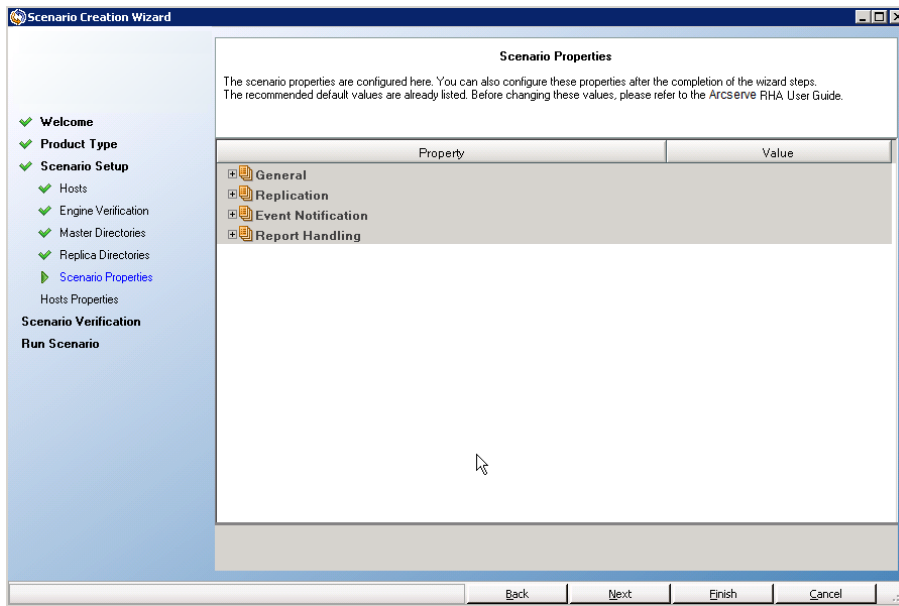 Scenario Creation Wizard
Welcome
Product Type
Scenario Setup
Hosts
Engine Verification
Master Directories
Replica Directories
Scenario Properties
Hosts Properties
Scenario Verification
Run Scenario
Scenario Properties
The scenario properties are configured here. You can also configure these properties after the completion of the wizard steps.
The recommended default values are already listed. Before changing these values, please refer to the Arcserve RHA User Guide.
Property Value
General
Replication
Event Notification
Report Handling
Back Next Finish Cancel